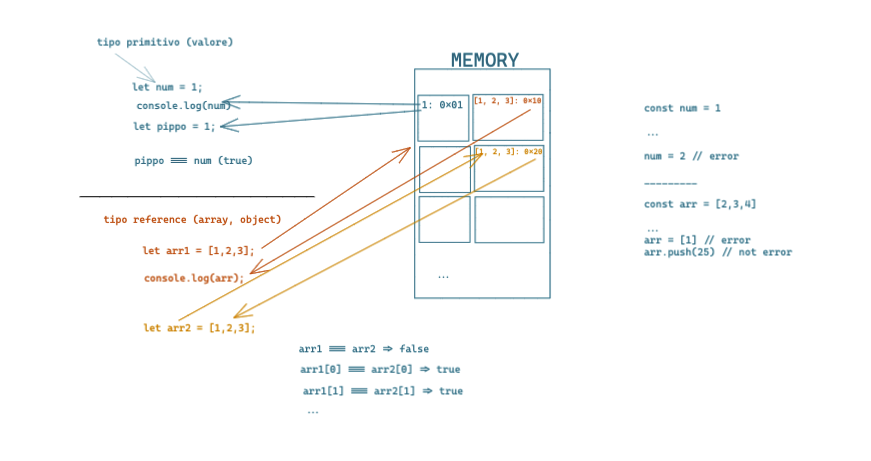 tipo primitivo (valore)
let num = 1;
console.log(num)
let pippo = 1;
pippo === num (true)
tipo reference (array, object)
let arr1 = [1,2,3];
console.log(arr);
let arr2 = [1,2,3];
MEMORY
1: 0×01
[1, 2, 3]: 0×10
[1, 2, 3]: 0×20
...
arr1 === arr2 => false
arr1[0] === arr2[0] => true
arr1[1] === arr2[1] => true
...
const num = 1
...
num = 2 // error
_________
const arr = [2,3,4]
...
arr = [1] // error
arr.push(25) // not error